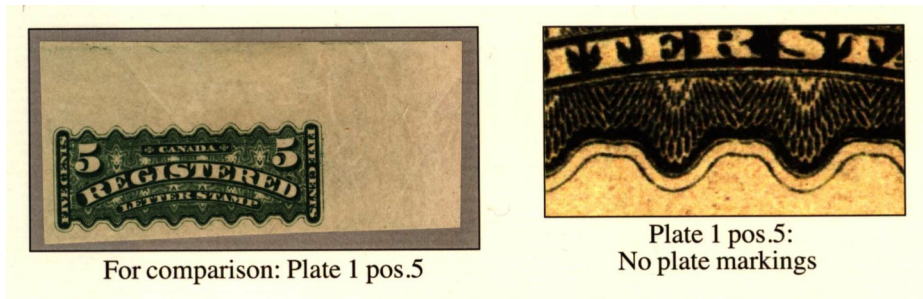 FIVE CENTS
5 CANADA 5
REGISTERED
LETTER STAMP
FIVE CENTS
For comparison: Plate 1 pos.5
TTER STA
Plate 1 pos.5:
No plate markings